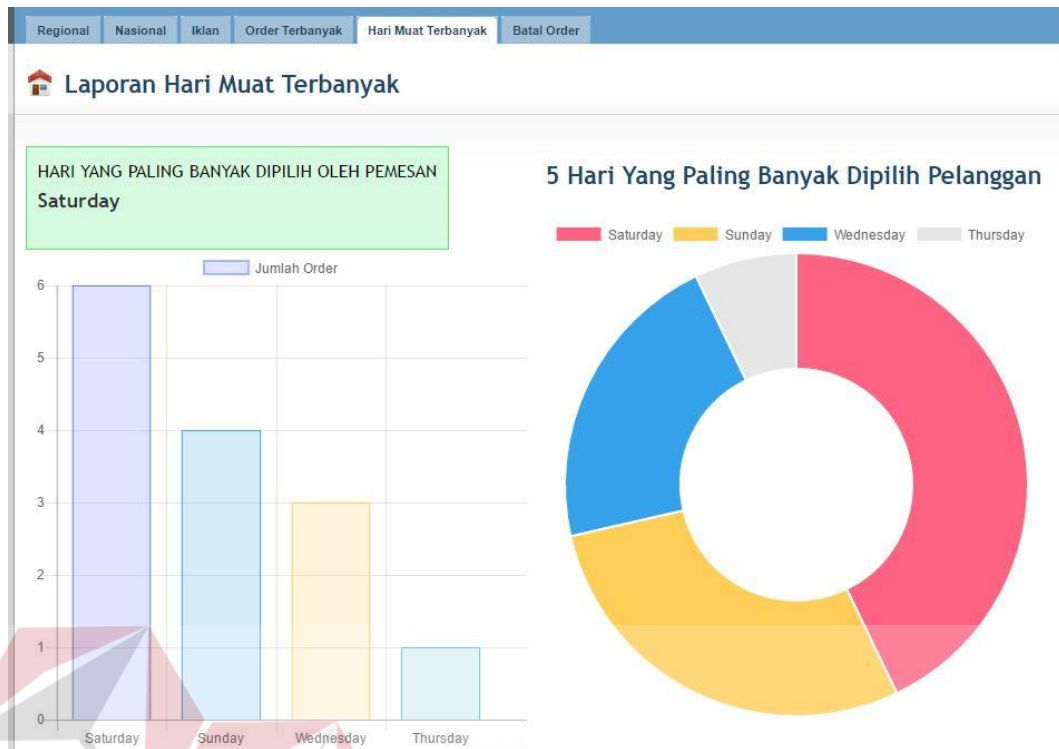 Regional Nasional Iklan Order Terbanyak Hari Muat Terbanyak Batal Order
Laporan Hari Muat Terbanyak
HARI YANG PALING BANYAK DIPILIH OLEH PEMESAN
Saturday
Jumlah Order
6
5
4
3
2
1
0
Saturday Sunday Wednesday Thursday
5 Hari Yang Paling Banyak Dipilih Pelanggan
Saturday Sunday Wednesday Thursday